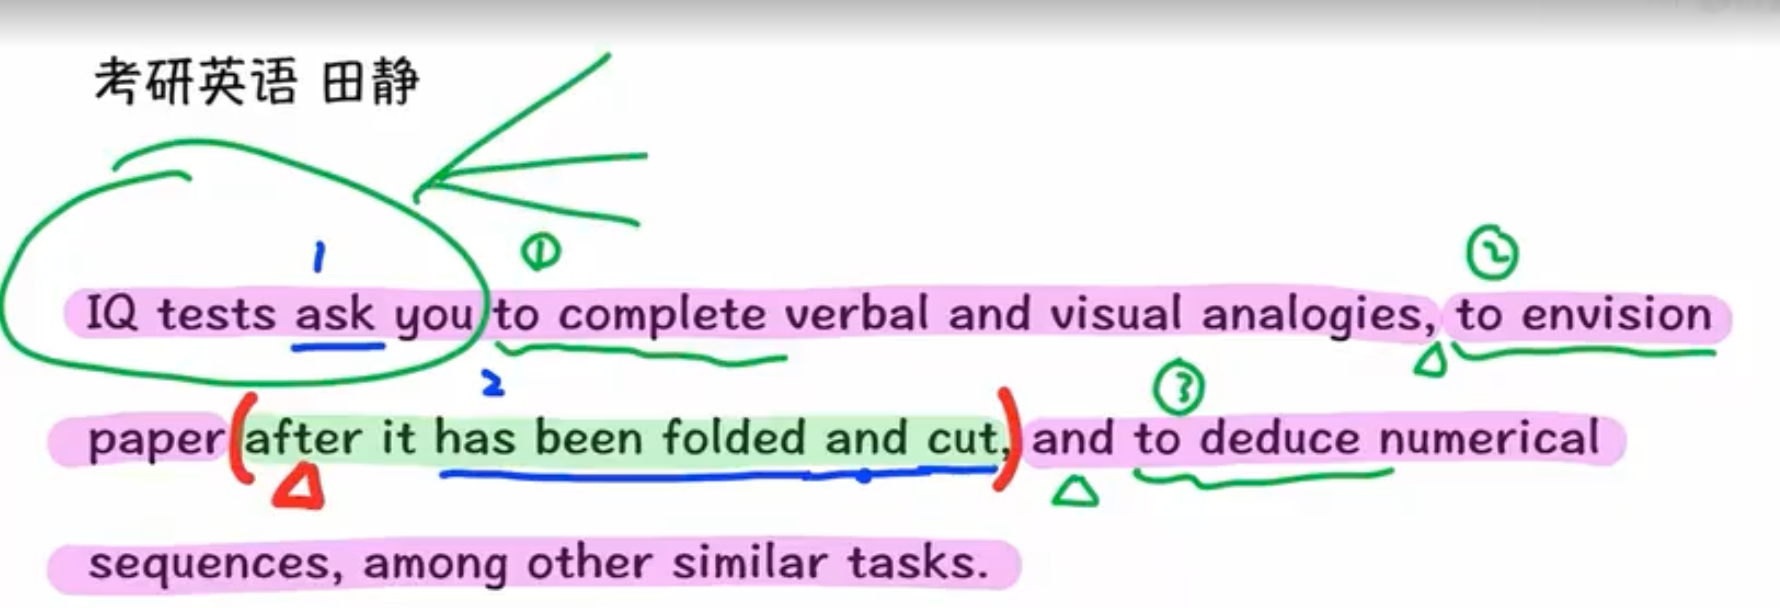 考研英语 田静
1 ①
②
IQ tests ask you to complete verbal and visual analogies, to envision
2 ③
paper (after it has been folded and cut,) and to deduce numerical
sequences, among other similar tasks.